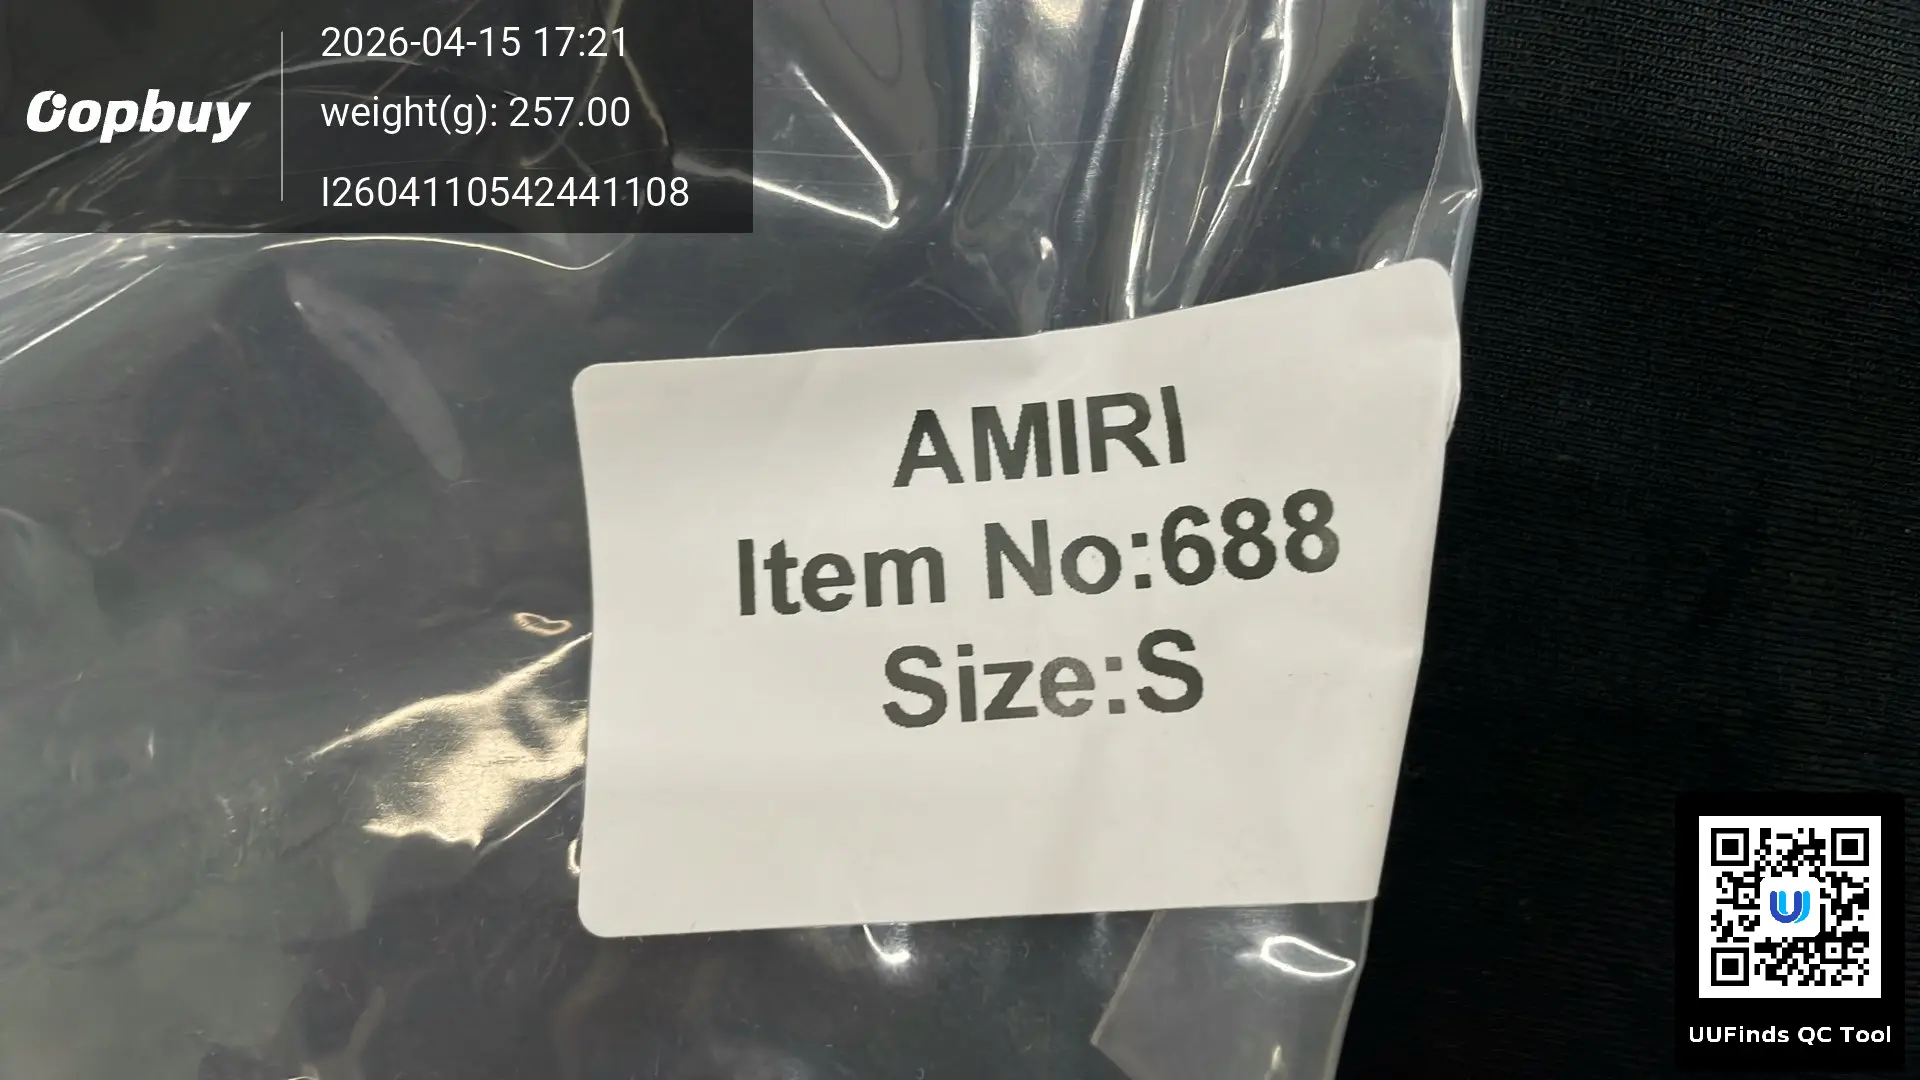 Oopbuy
2026-04-15 17:21
weight(g): 257.00
I2604110542441108
AMIRI
Item No:688
Size:S
UUFinds QC Tool